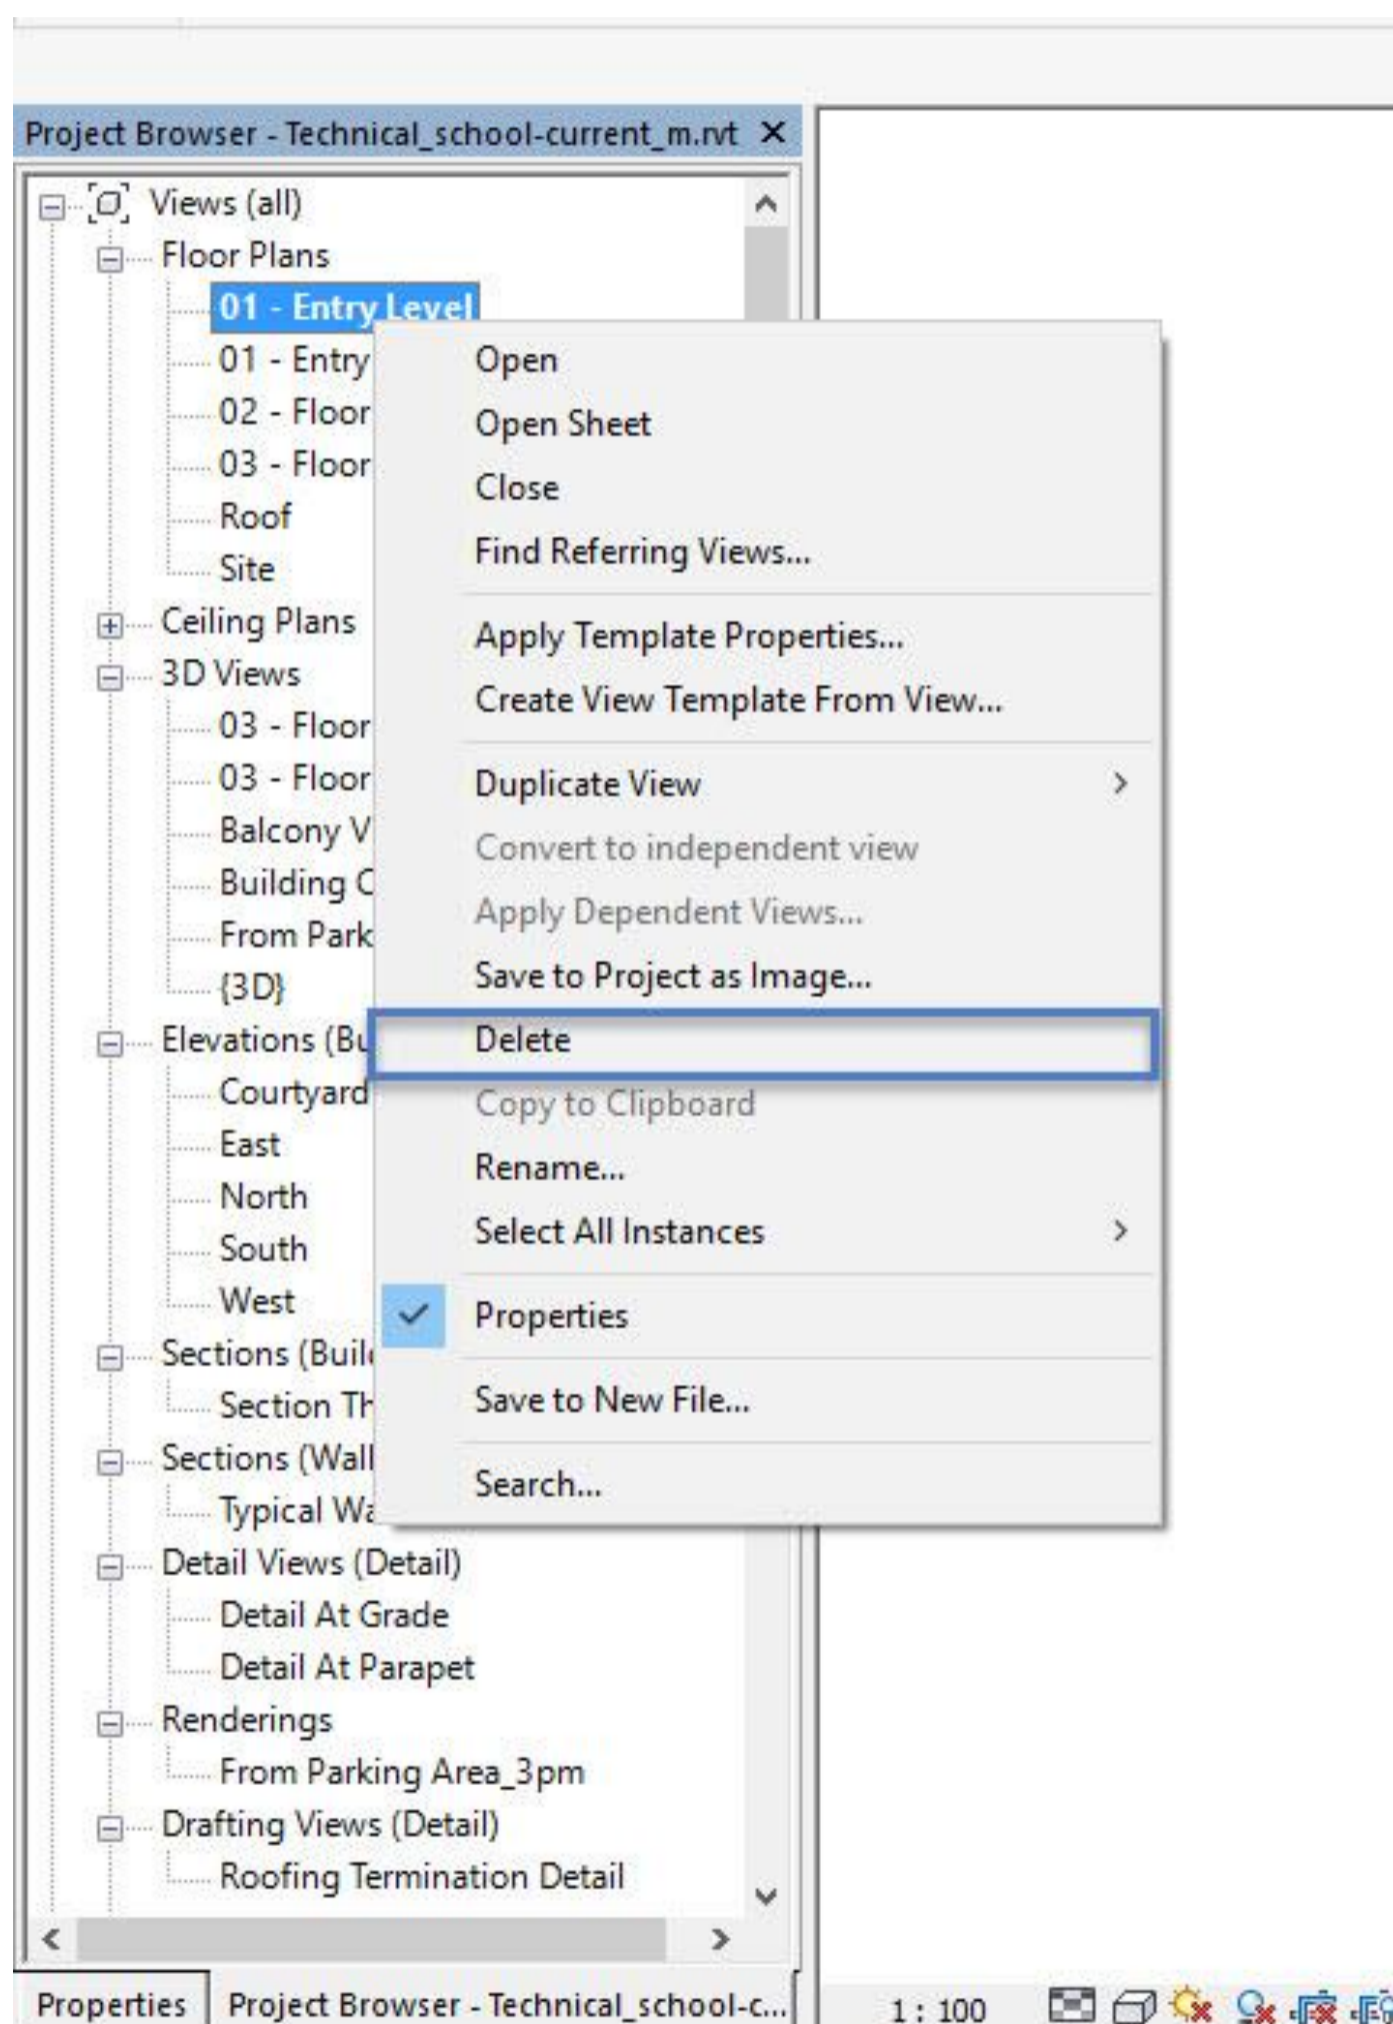 Project Browser - Technical_school-current_m.rvt
Views (all)
Floor Plans
01 - Entry Level
01 - Entry
02 - Floor
03 - Floor
Roof
Site
Ceiling Plans
3D Views
03 - Floor
03 - Floor
Balcony V
Building C
From Park
{3D}
Elevations (Bu
Courtyard
East
North
South
West
Sections (Build
Section Th
Sections (Wall
Typical Wa
Detail Views (Detail)
Detail At Grade
Detail At Parapet
Renderings
From Parking Area_3pm
Drafting Views (Detail)
Roofing Termination Detail
Open
Open Sheet
Close
Find Referring Views...
Apply Template Properties...
Create View Template From View...
Duplicate View
Convert to independent view
Apply Dependent Views...
Save to Project as Image...
Delete
Copy to Clipboard
Rename...
Select All Instances
Properties
Save to New File...
Search...
Properties
Project Browser - Technical_school-c...
1 : 100